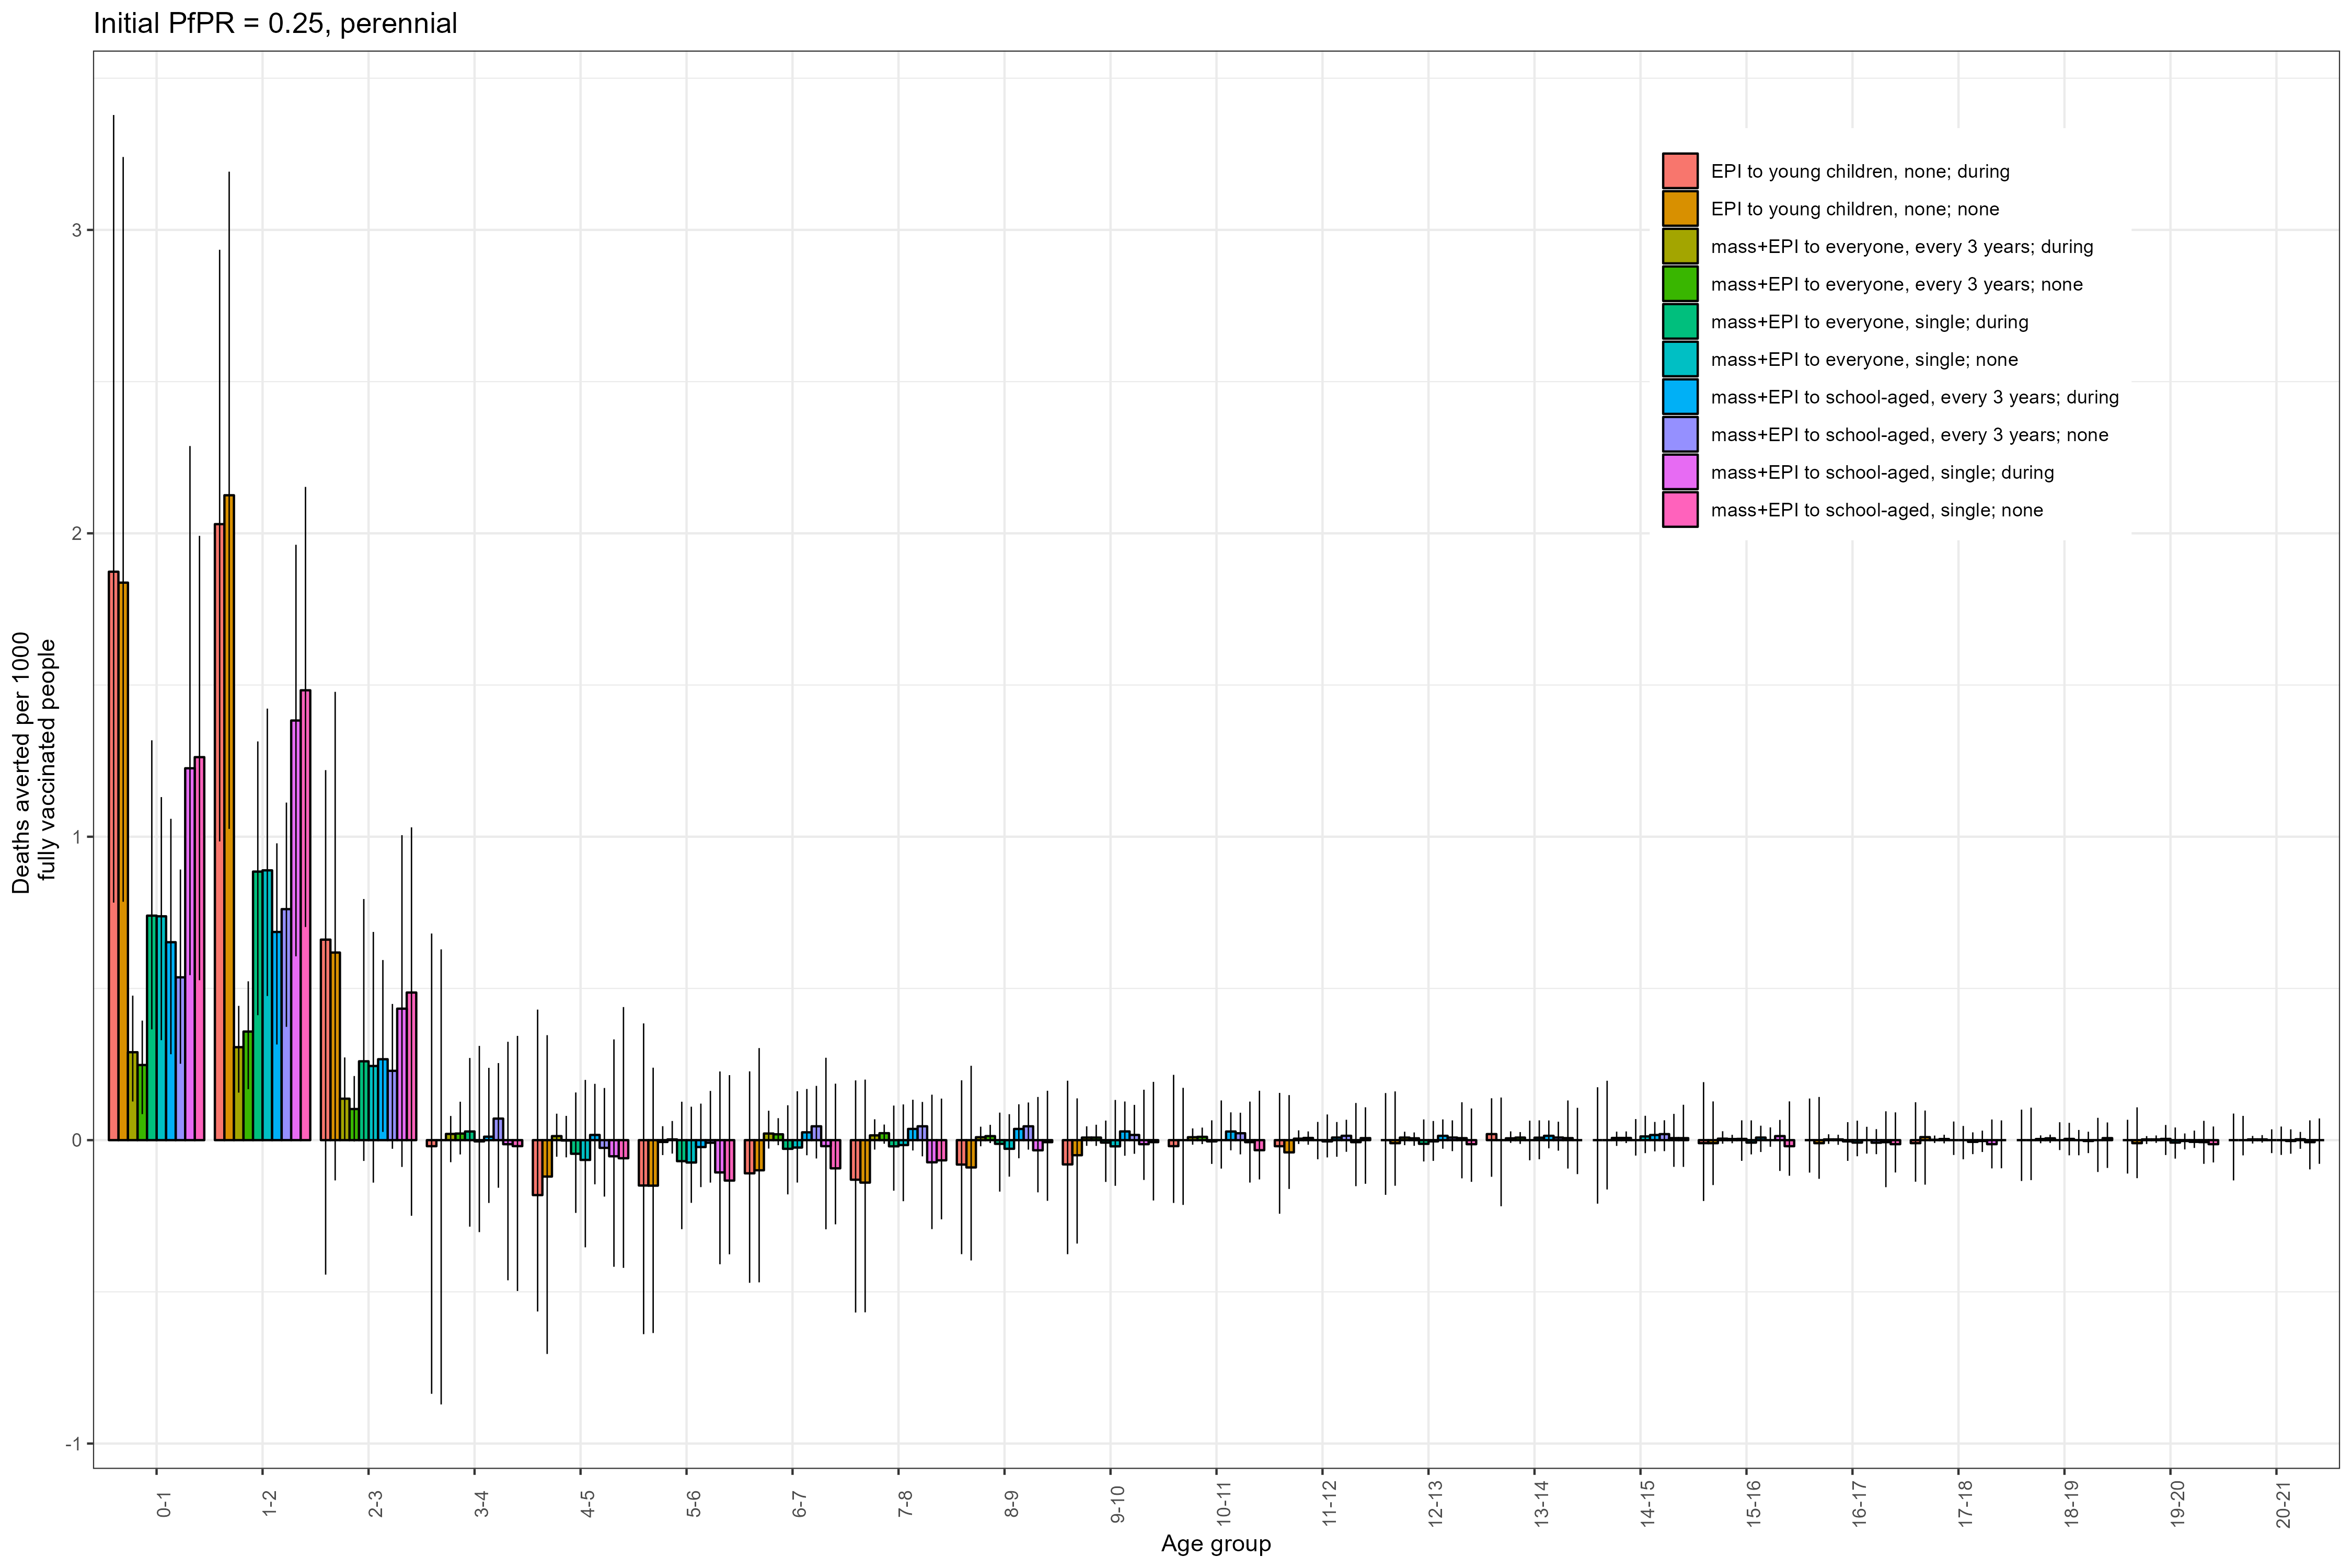 Initial PfPR = 0.25, perennial
Deaths averted per 1000
fully vaccinated people
3
2
1
0
-1
EPI to young children, none; during
EPI to young children, none; none
mass+EPI to everyone, every 3 years; during
mass+EPI to everyone, every 3 years; none
mass+EPI to everyone, single; during
mass+EPI to everyone, single; none
mass+EPI to school-aged, every 3 years; during
mass+EPI to school-aged, every 3 years; none
mass+EPI to school-aged, single; during
mass+EPI to school-aged, single; none
0-1
1-2
2-3
3-4
4-5
5-6
6-7
7-8
8-9
9-10
10-11
11-12
12-13
13-14
14-15
15-16
16-17
17-18
18-19
19-20
20-21
Age group